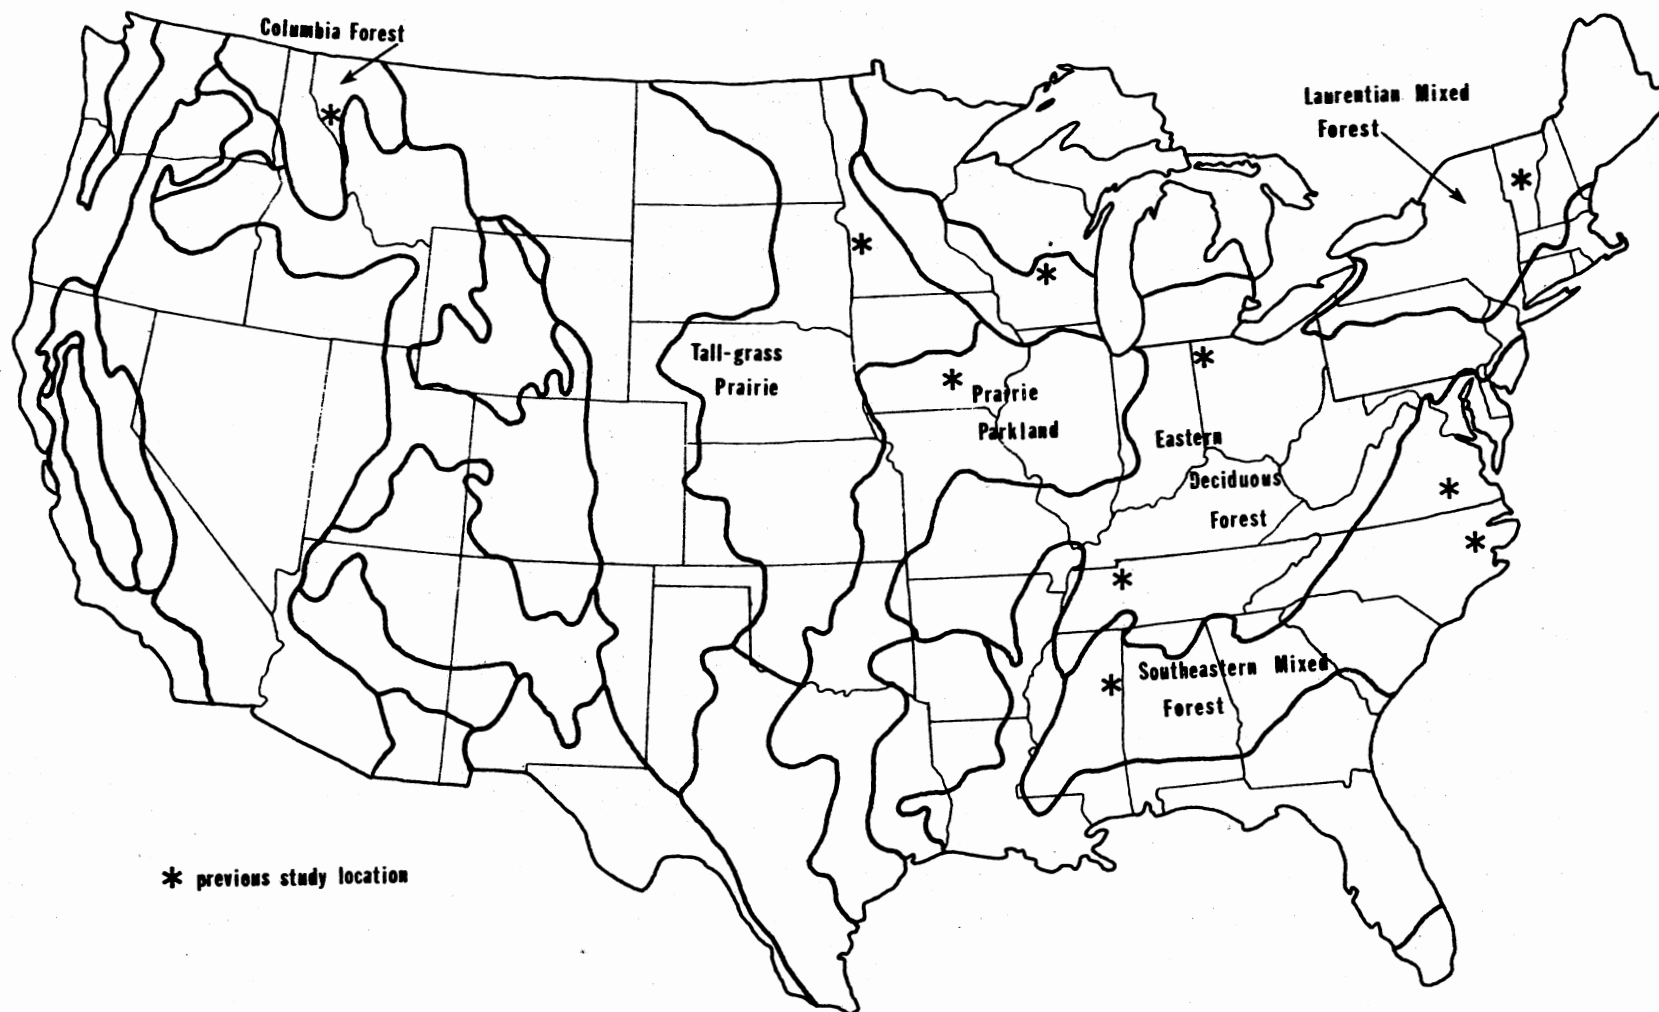 Columbia Forest
Laurentian Mixed
Forest
Tall-grass
Prairie
Prairie
Parkland
Eastern
Deciduous
Forest
Southeastern Mixed
Forest
* previous study location